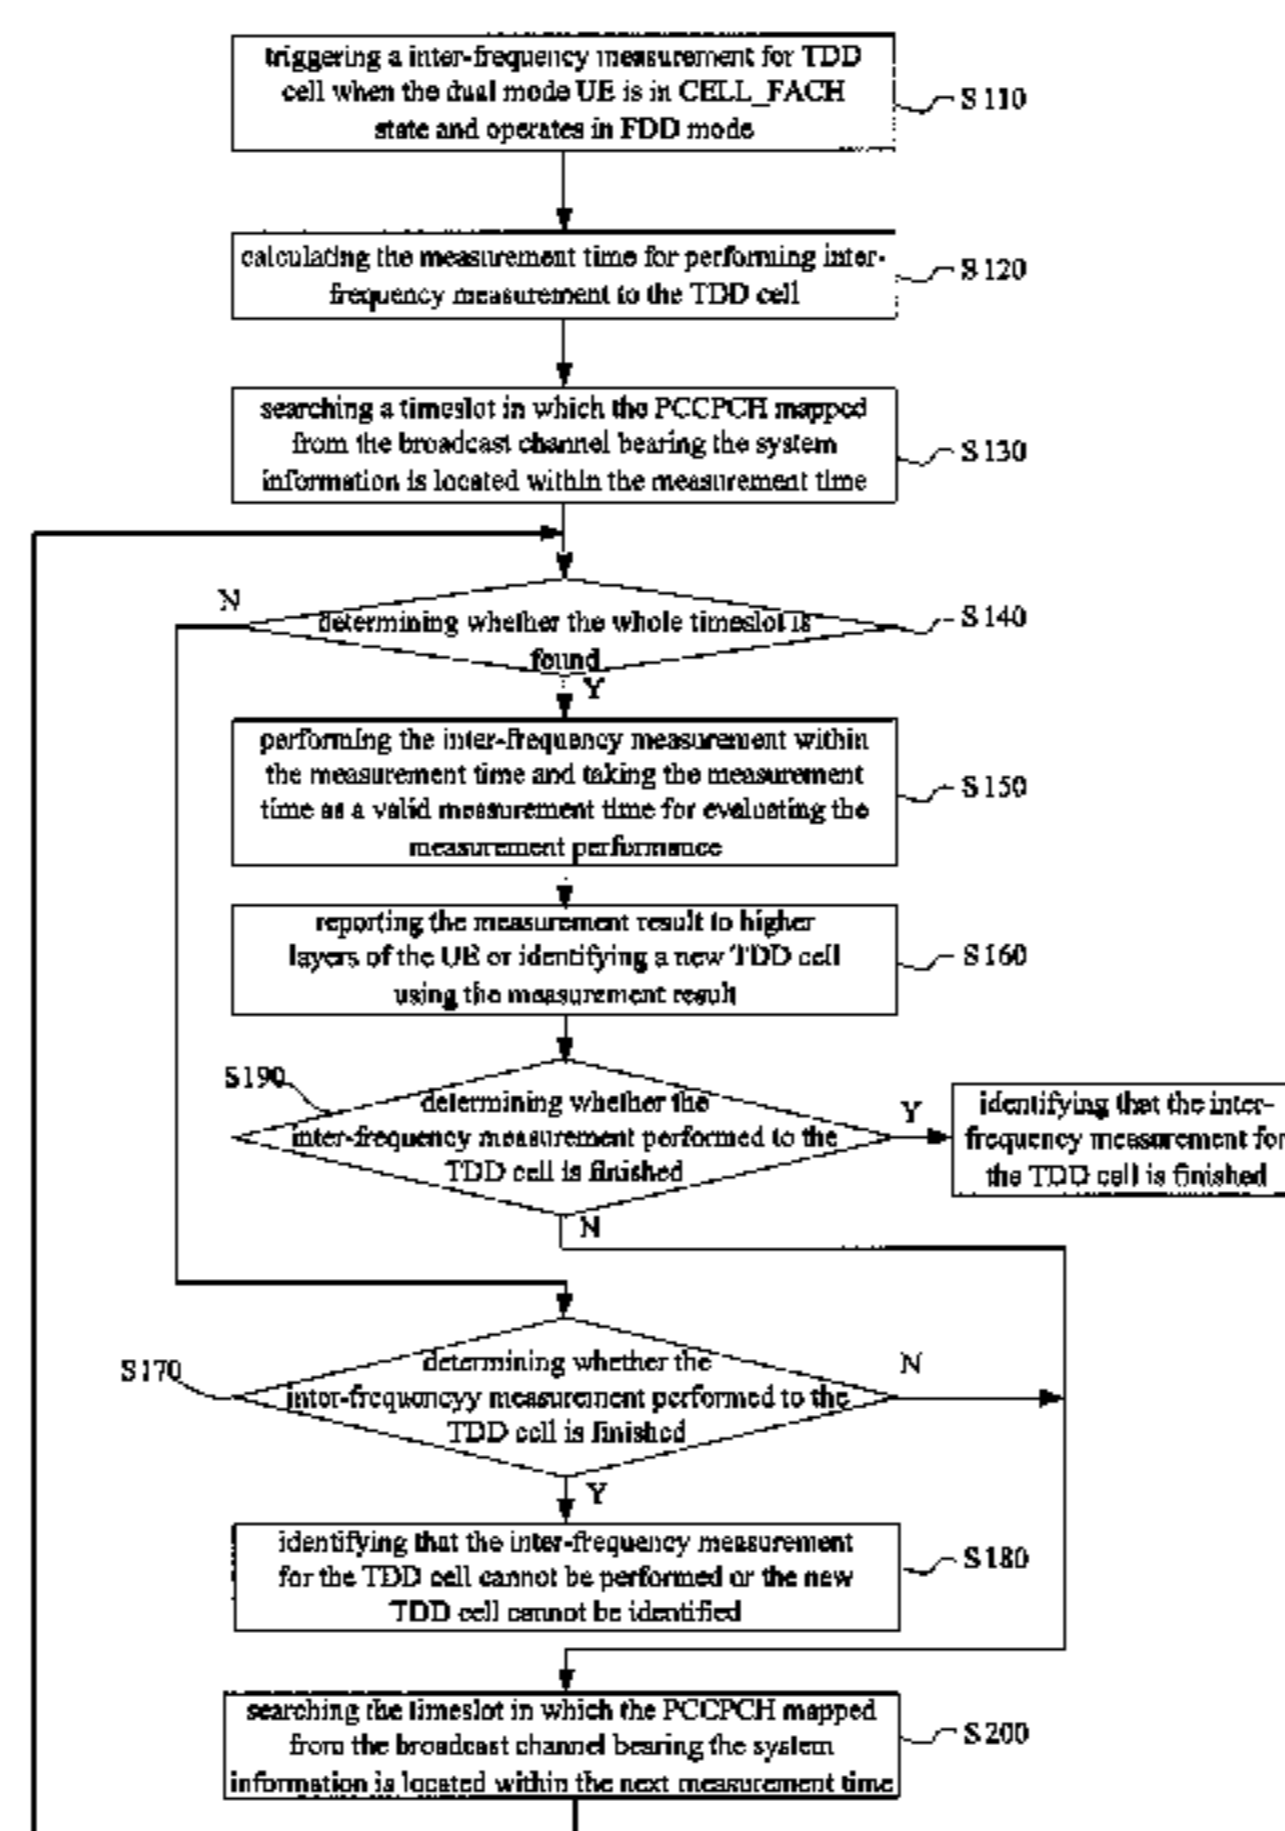 triggering a inter-frequency measurement for TDD
cell when the dual mode UE is in CELL_FACH
state and operates in FDD mode
S110
calculating the measurement time for performing inter-
frequency measurement to the TDD cell
S120
searching a timeslot in which the PCCPCH mapped
from the broadcast channel bearing the system
information is located within the measurement time
S130
N
determining whether the whole timeslot is
found
S140
Y
performing the inter-frequency measurement within
the measurement time and taking the measurement
time as a valid measurement time for evaluating the
measurement performance
S150
reporting the measurement result to higher
layers of the UE or identifying a new TDD cell
using the measurement result
S160
S190
determining whether the
inter-frequency measurement performed to the
TDD cell is finished
Y
identifying that the inter-
frequency measurement for
the TDD cell is finished
N
S170
determining whether the
inter-frequencyy measurement performed to the
TDD cell is finished
N
Y
identifying that the inter-frequency measurement
for the TDD cell cannot be performed or the new
TDD cell cannot be identified
S180
searching the timeslot in which the PCCPCH mapped
from the broadcast channel bearing the system
information is located within the next measurement time
S200